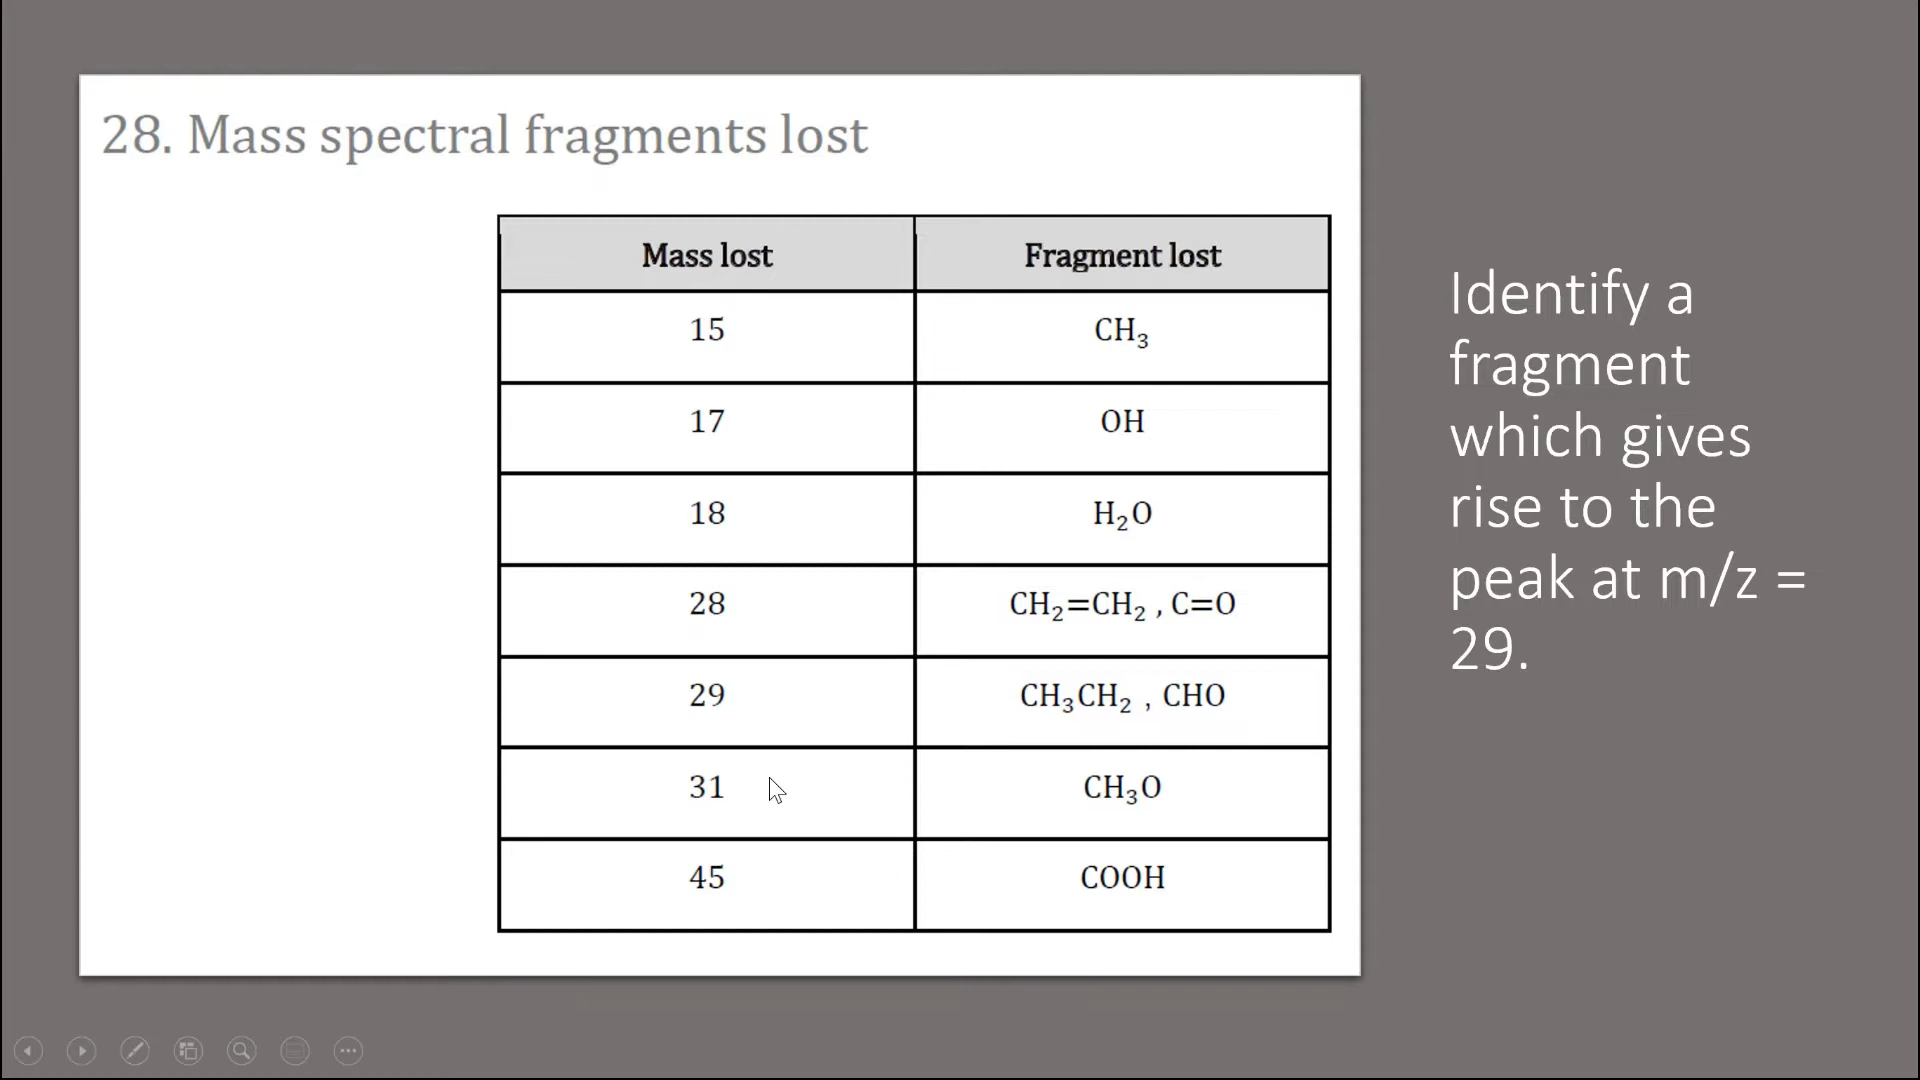 28. Mass spectral fragments lost
Mass lost Fragment lost
15 CH₃
17 OH
18 H₂O
28 CH₂=CH₂ , C=O
29 CH₃CH₂ , CHO
31 CH₃O
45 COOH
Identify a
fragment
which gives
rise to the
peak at m/z =
29.